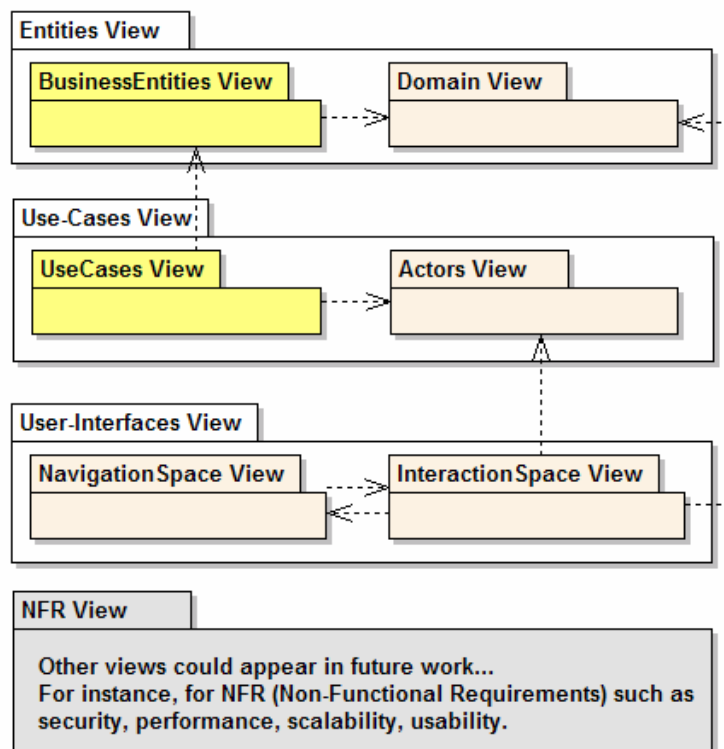 Entities View
BusinessEntities View
Domain View
Use-Cases View
UseCases View
Actors View
User-Interfaces View
NavigationSpace View
InteractionSpace View
NFR View
Other views could appear in future work...
For instance, for NFR (Non-Functional Requirements) such as
security, performance, scalability, usability.